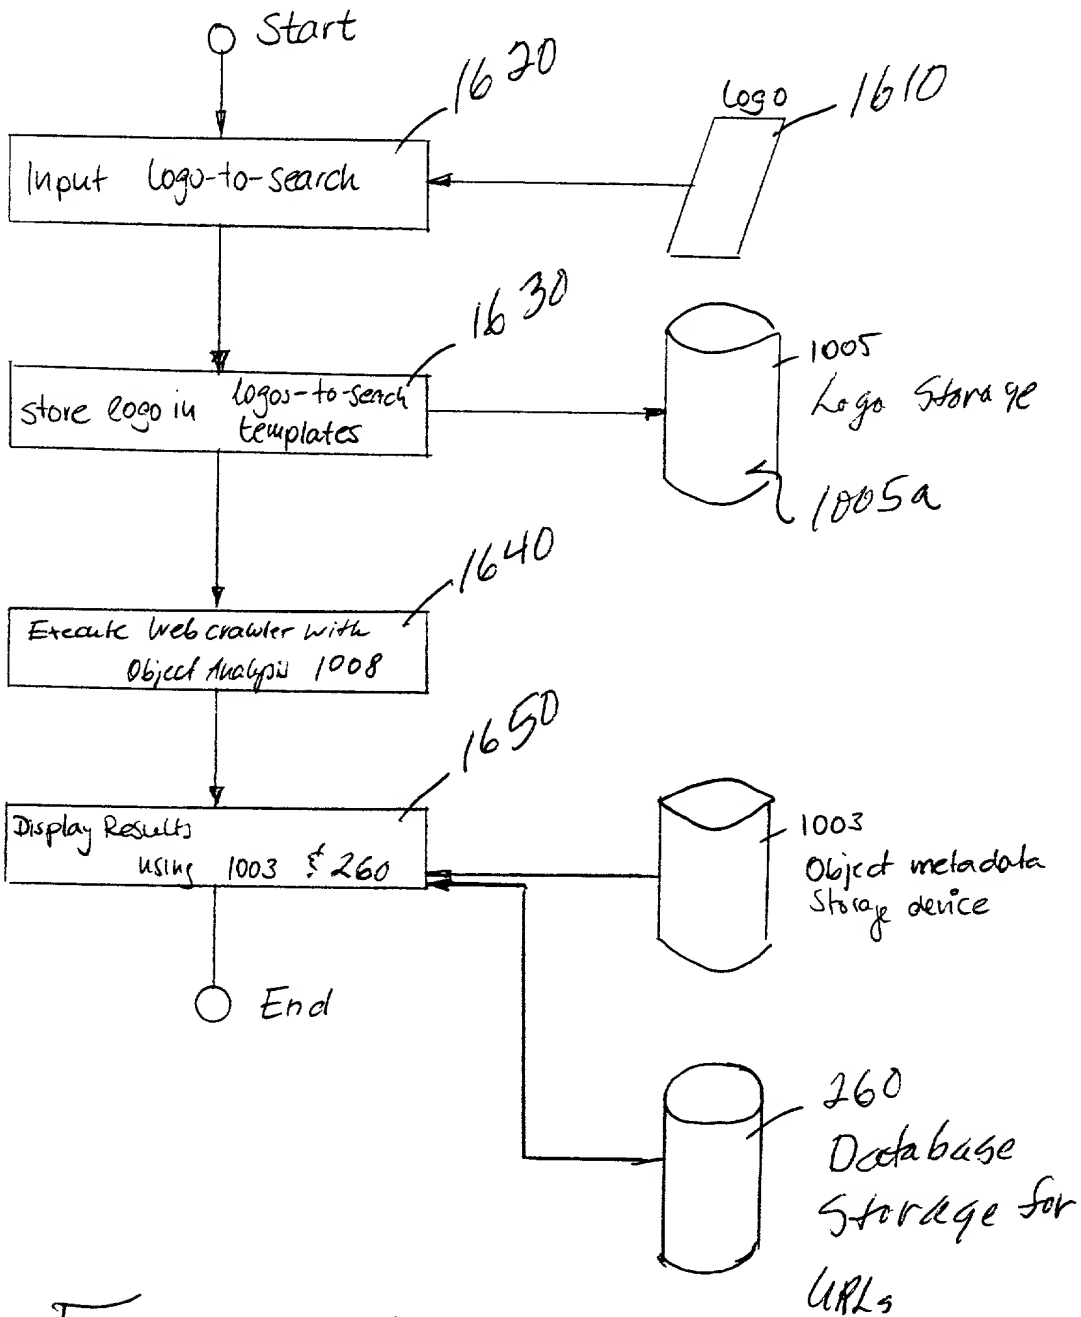 Start
1620
Logo
1610
Input Logo-to-search
1630
Store logo in logos-to-search
templates
1005
Logo Storage
1005a
1640
Execute Webcrawler with
Object Analysis 1008
1650
Display Results
using 1003 & 260
1003
Object metadata
Storage device
End
260
Database
Storage for
URLs